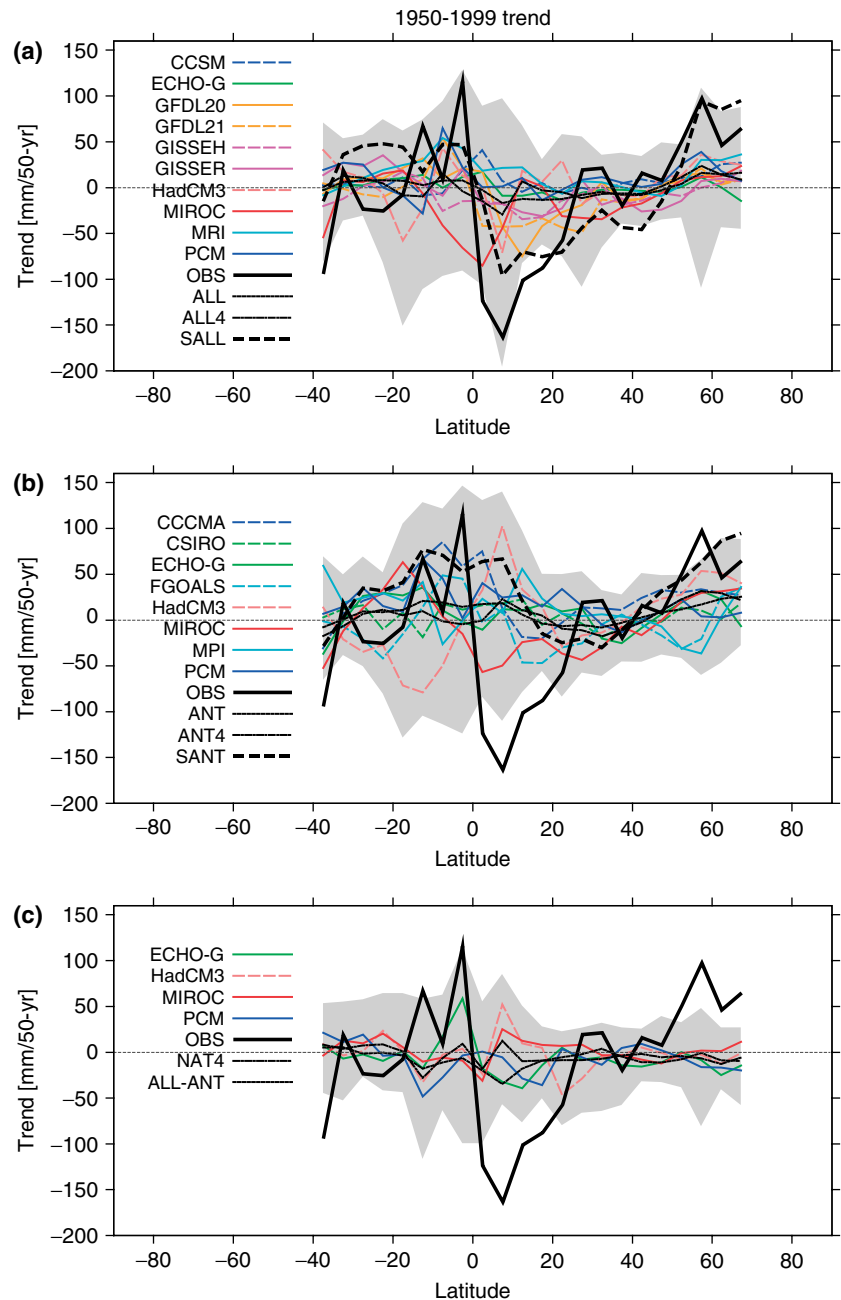 1950-1999 trend
(a)
150
100
50
0
−50
−100
−150
−200
Trend [mm/50-yr]
CCSM
ECHO-G
GFDL20
GFDL21
GISSEH
GISSER
HadCM3
MIROC
MRI
PCM
OBS
ALL
ALL4
SALL
−80 −60 −40 −20 0 20 40 60 80
Latitude
(b)
150
100
50
0
−50
−100
−150
−200
Trend [mm/50-yr]
CCCMA
CSIRO
ECHO-G
FGOALS
HadCM3
MIROC
MPI
PCM
OBS
ANT
ANT4
SANT
−80 −60 −40 −20 0 20 40 60 80
Latitude
(c)
150
100
50
0
−50
−100
−150
−200
Trend [mm/50-yr]
ECHO-G
HadCM3
MIROC
PCM
OBS
NAT4
ALL-ANT
−80 −60 −40 −20 0 20 40 60 80
Latitude